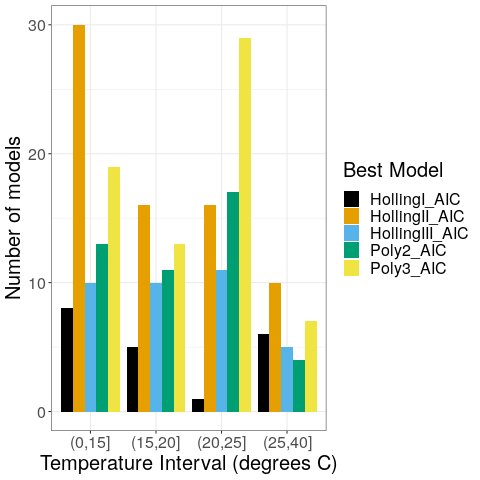 Number of models
30
20
10
0
(0,15]
(15,20]
(20,25]
(25,40]
Temperature Interval (degrees C)
Best Model
HollingI_AIC
HollingII_AIC
HollingIII_AIC
Poly2_AIC
Poly3_AIC